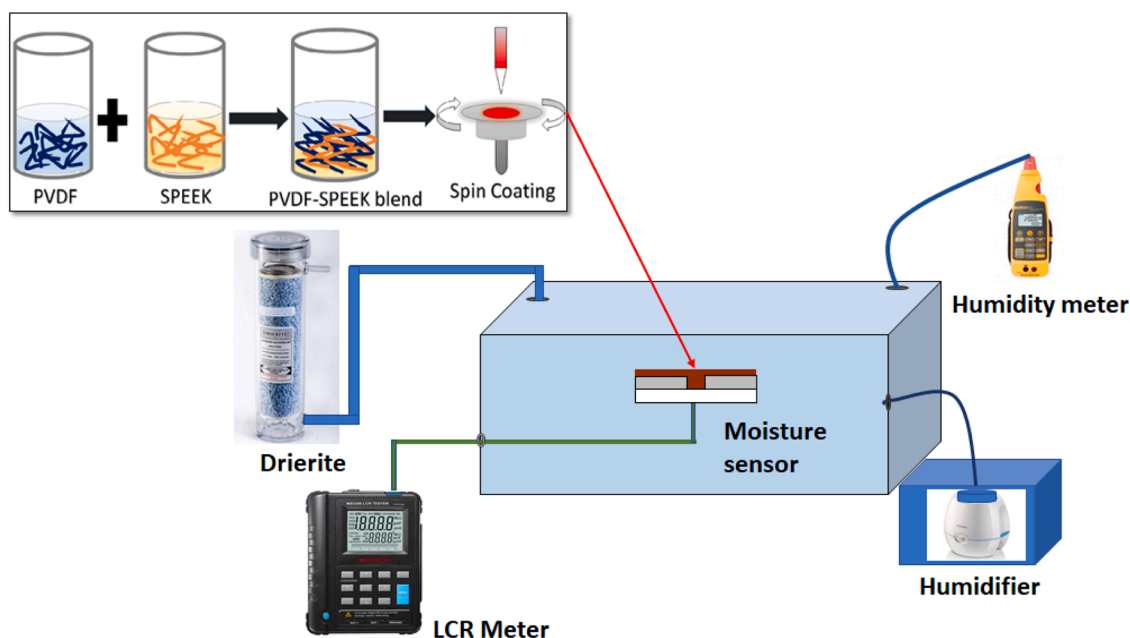 PVDF
SPEEK
PVDF-SPEEK blend
Spin Coating
Humidity meter
Moisture
sensor
Drierite
Humidifier
LCR Meter